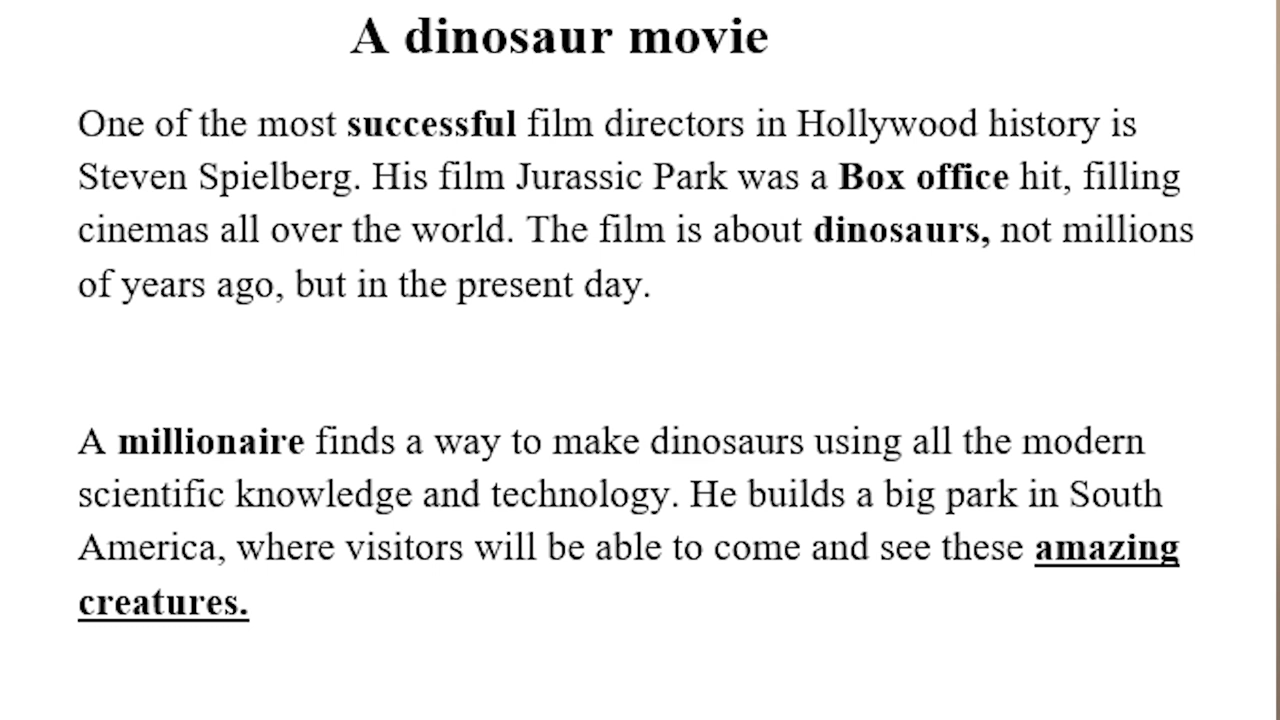 A dinosaur movie
One of the most successful film directors in Hollywood history is
Steven Spielberg. His film Jurassic Park was a Box office hit, filling
cinemas all over the world. The film is about dinosaurs, not millions
of years ago, but in the present day.
A millionaire finds a way to make dinosaurs using all the modern
scientific knowledge and technology. He builds a big park in South
America, where visitors will be able to come and see these amazing
creatures.